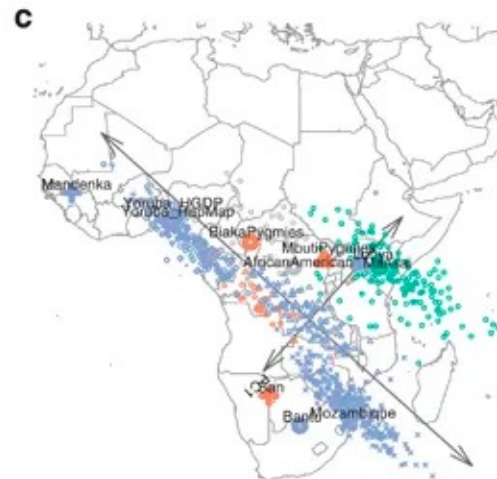 c
Mandenka
Yoruba_HGDP
Yoruba_HapMap
BiakaPygmies
MbutiPygmies
AfricanAmerican
San
Bantu
Mozambique